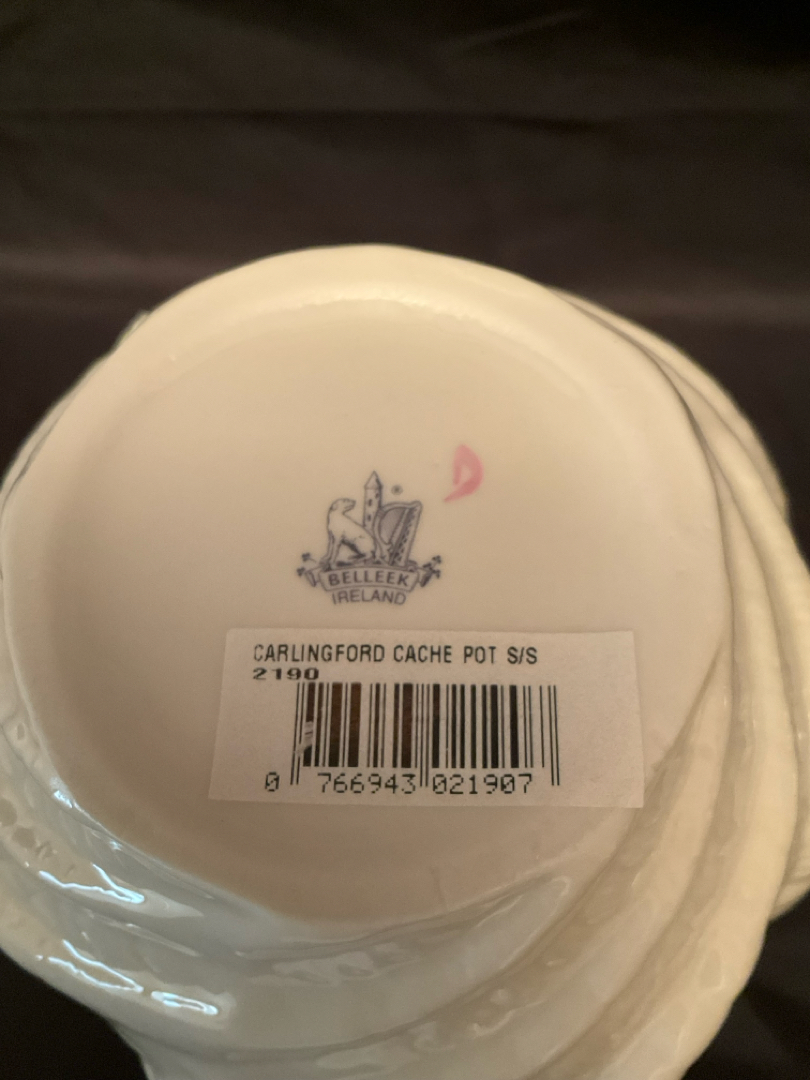 ®
BELLEEK
IRELAND
CARLINGFORD CACHE POT S/S
2190
0 766943 021907